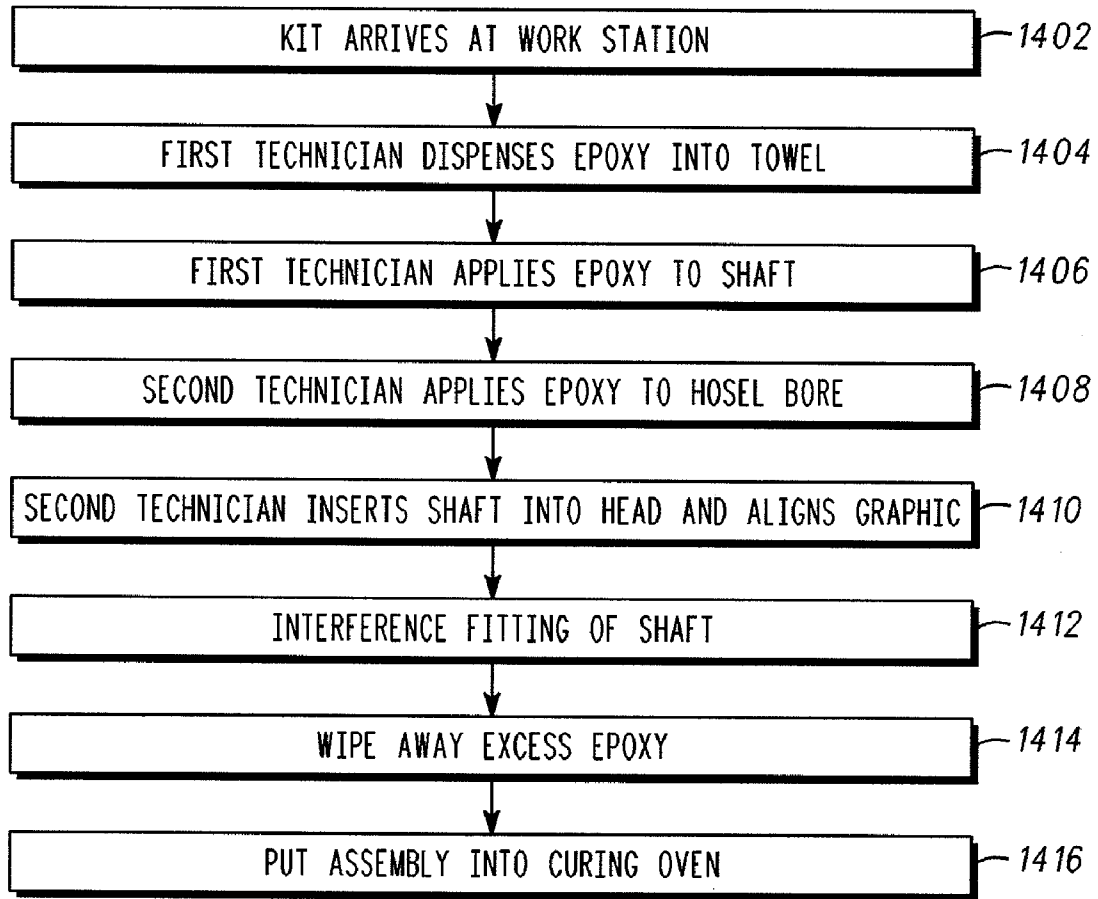 KIT ARRIVES AT WORK STATION 1402
FIRST TECHNICIAN DISPENSES EPOXY INTO TOWEL 1404
FIRST TECHNICIAN APPLIES EPOXY TO SHAFT 1406
SECOND TECHNICIAN APPLIES EPOXY TO HOSEL BORE 1408
SECOND TECHNICIAN INSERTS SHAFT INTO HEAD AND ALIGNS GRAPHIC 1410
INTERFERENCE FITTING OF SHAFT 1412
WIPE AWAY EXCESS EPOXY 1414
PUT ASSEMBLY INTO CURING OVEN 1416